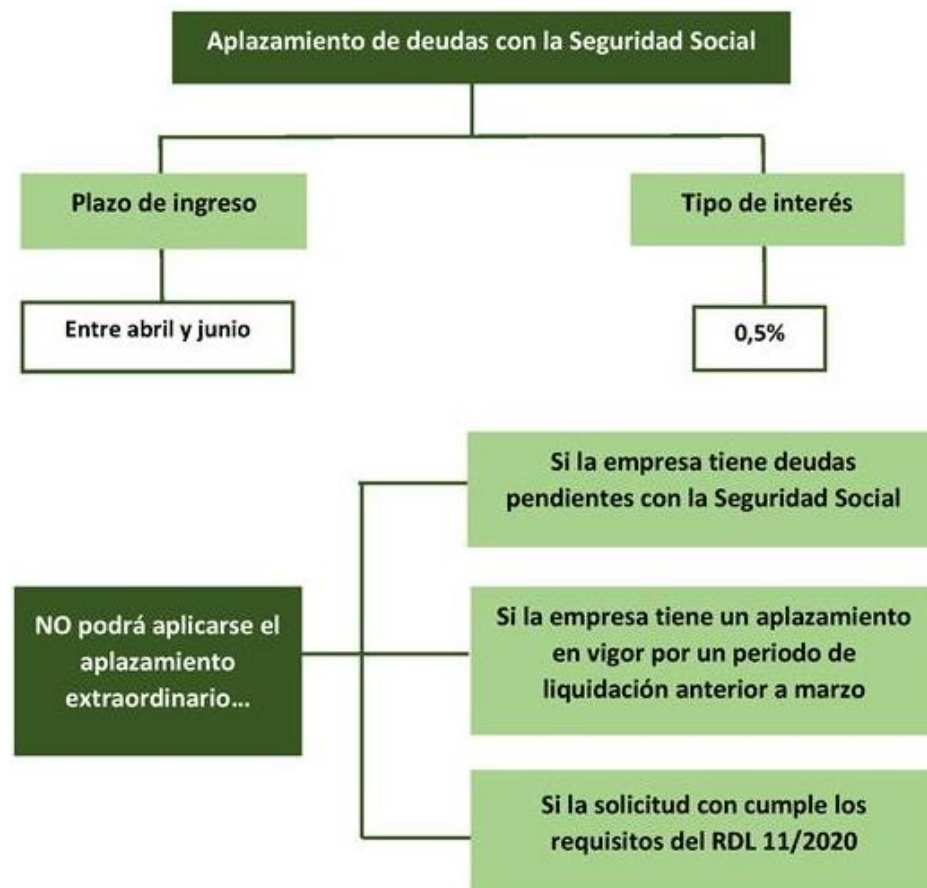 Aplazamiento de deudas con la Seguridad Social
Plazo de ingreso
Tipo de interés
Entre abril y junio
0,5%
Si la empresa tiene deudas
pendientes con la Seguridad Social
NO podrá aplicarse el
aplazamiento
extraordinario...
Si la empresa tiene un aplazamiento
en vigor por un periodo de
liquidación anterior a marzo
Si la solicitud con cumple los
requisitos del RDL 11/2020